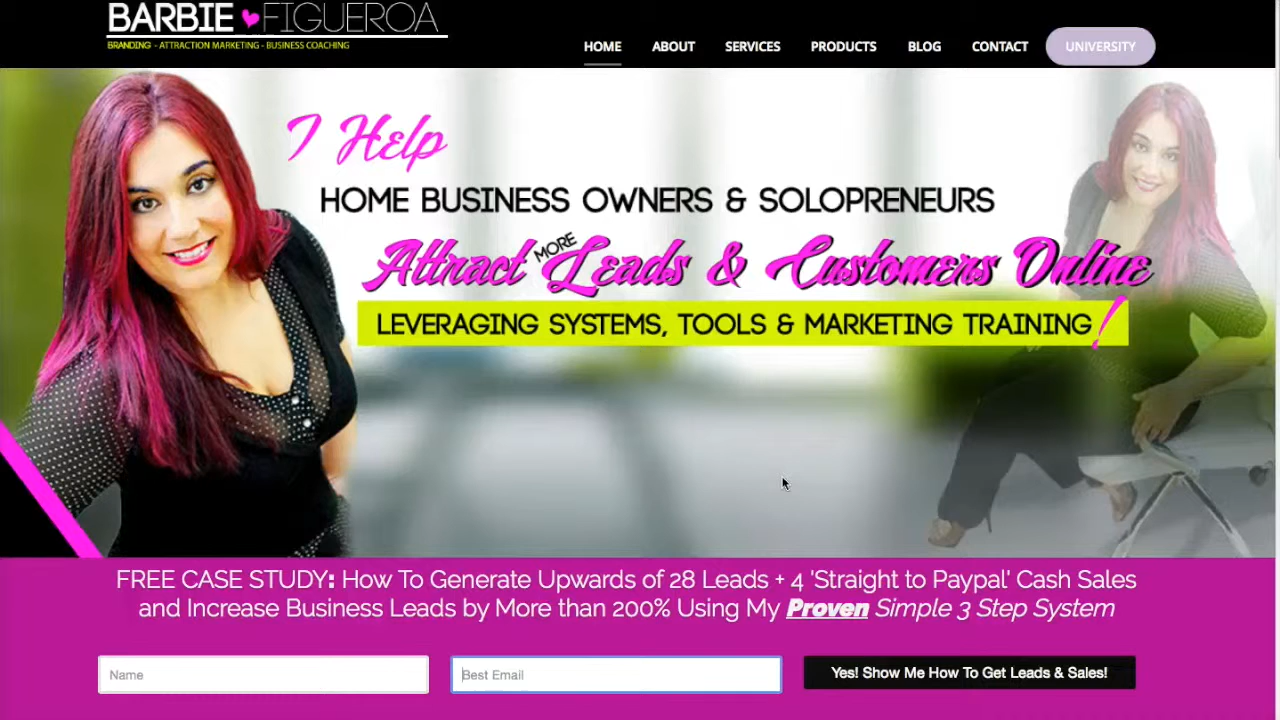 BARBIE FIGUEROA
BRANDING - ATTRACTION MARKETING - BUSINESS COACHING
HOME ABOUT SERVICES PRODUCTS BLOG CONTACT UNIVERSITY
I Help
HOME BUSINESS OWNERS & SOLOPRENEURS
Attract MORE Leads & Customers Online
LEVERAGING SYSTEMS, TOOLS & MARKETING TRAINING!
FREE CASE STUDY: How To Generate Upwards of 28 Leads + 4 'Straight to Paypal' Cash Sales
and Increase Business Leads by More than 200% Using My Proven Simple 3 Step System
Name
Best Email
Yes! Show Me How To Get Leads & Sales!